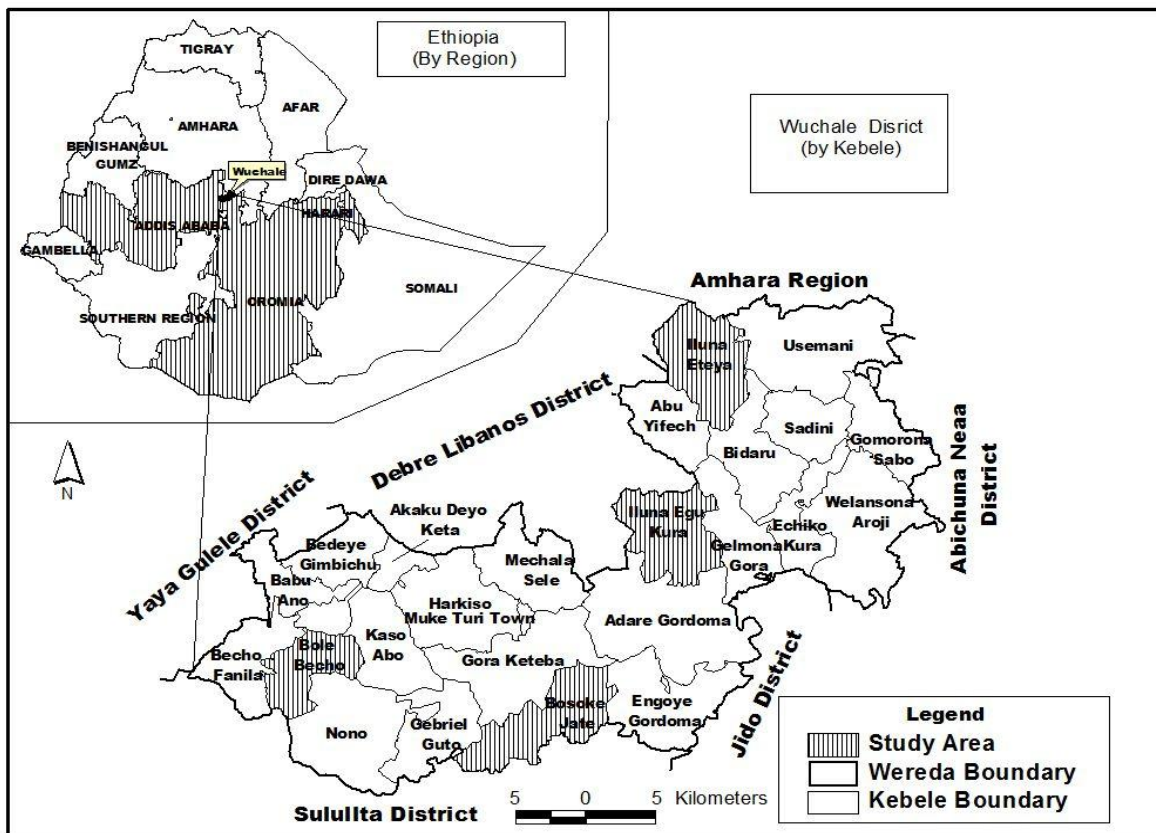 Ethiopia
(By Region)
TIGRAY
AFAR
AMHARA
BENISHANGUL
GUMZ
Wuchale
DIRE DAWA
HARARI
ADDIS ABABA
GAMBELLA
SOMALI
OROMIA
SOUTHERN REGION
Wuchale Disrict
(by Kebele)
N
Amhara Region
Iluna
Eteya
Usemani
Abu
Yifech
Sadini
Bidaru
Gomorona
Sabo
Debre Libanos District
Abichuna Neaa
District
Welansona
Aroji
Iluna Egu
Kura
Echiko
Kura
Gelmona
Gora
Yaya Gulele District
Akaku Deyo
Keta
Bedeye
Gimbichu
Mechala
Sele
Babu
Ano
Harkiso
Muke Turi Town
Adare Gordoma
Kaso
Abo
Bole
Becho
Becho
Fanila
Gora Keteba
Bosoke
Jate
Engoye
Gordoma
Jido District
Nono
Gebriel
Guto
Sulullta District
5 0 5 Kilometers
Legend
Study Area
Wereda Boundary
Kebele Boundary